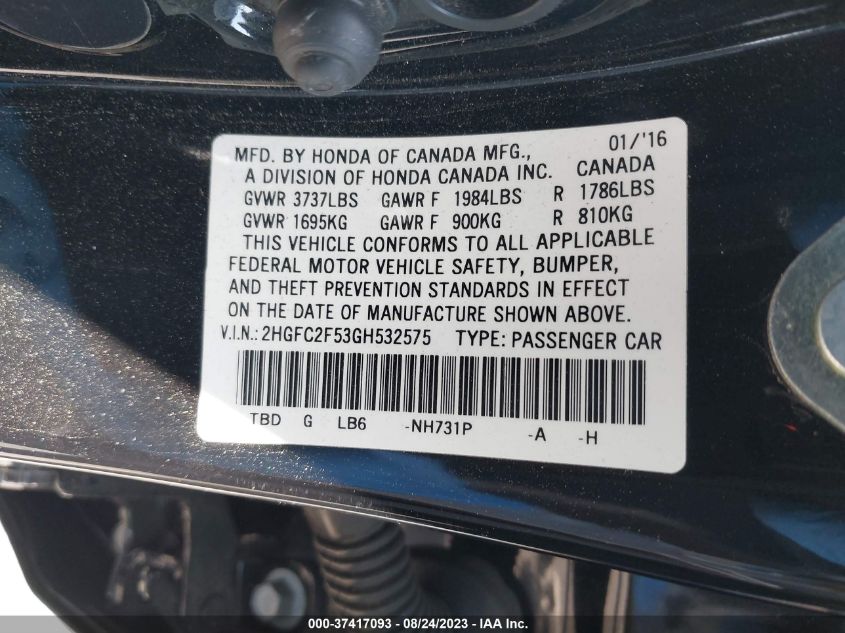 01/'16
MFD. BY HONDA OF CANADA MFG.,
A DIVISION OF HONDA CANADA INC. CANADA
GVWR 3737LBS GAWR F 1984LBS R 1786LBS
GVWR 1695KG GAWR F 900KG R 810KG
THIS VEHICLE CONFORMS TO ALL APPLICABLE
FEDERAL MOTOR VEHICLE SAFETY, BUMPER,
AND THEFT PREVENTION STANDARDS IN EFFECT
ON THE DATE OF MANUFACTURE SHOWN ABOVE.
V.I.N.: 2HGFC2F53GH532575 TYPE: PASSENGER CAR
TBD G LB6 -NH731P -A -H
000-37417093 - 08/24/2023 - IAA Inc.